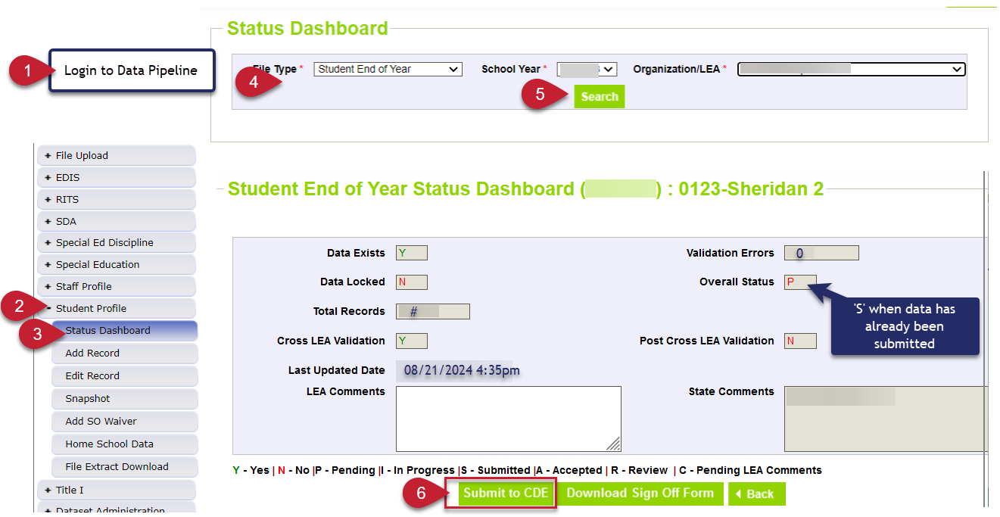 Status Dashboard
1 Login to Data Pipeline
4 File Type * Student End of Year School Year * Organization/LEA *
5 Search
+ File Upload
+ EDIS
+ RITS
+ SDA
+ Special Ed Discipline
+ Special Education
+ Staff Profile
2 - Student Profile
3 Status Dashboard
Add Record
Edit Record
Snapshot
Add SO Waiver
Home School Data
File Extract Download
+ Title I
+ Dataset Administration
Student End of Year Status Dashboard ( ) : 0123-Sheridan 2
Data Exists Y Validation Errors 0
Data Locked N Overall Status P
'S' when data has
already been
submitted
Total Records #
Cross LEA Validation Y Post Cross LEA Validation N
Last Updated Date 08/21/2024 4:35pm
LEA Comments State Comments
Y - Yes | N - No |P - Pending |I - In Progress |S - Submitted |A - Accepted | R - Review | C - Pending LEA Comments
6 Submit to CDE Download Sign Off Form Back